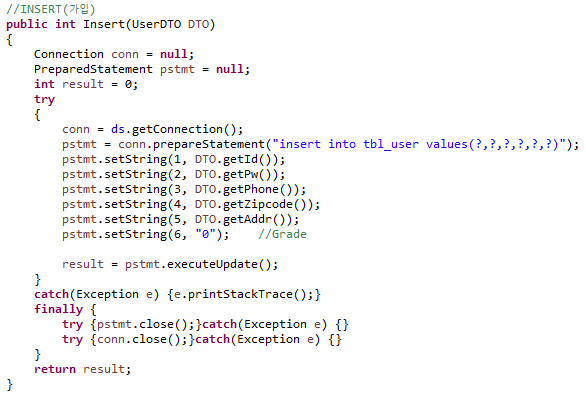 //INSERT(가입)
public int Insert(UserDTO DTO)
{
    Connection conn = null;
    PreparedStatement pstmt = null;
    int result = 0;
    try
    {
        conn = ds.getConnection();
        pstmt = conn.prepareStatement("insert into tbl_user values(?,?,?,?,?,?)");
        pstmt.setString(1, DTO.getId());
        pstmt.setString(2, DTO.getPw());
        pstmt.setString(3, DTO.getPhone());
        pstmt.setString(4, DTO.getZipcode());
        pstmt.setString(5, DTO.getAddr());
        pstmt.setString(6, "0");    //Grade

        result = pstmt.executeUpdate();
    }
    catch(Exception e) {e.printStackTrace();}
    finally {
        try {pstmt.close();}catch(Exception e) {}
        try {conn.close();}catch(Exception e) {}
    }
    return result;
}